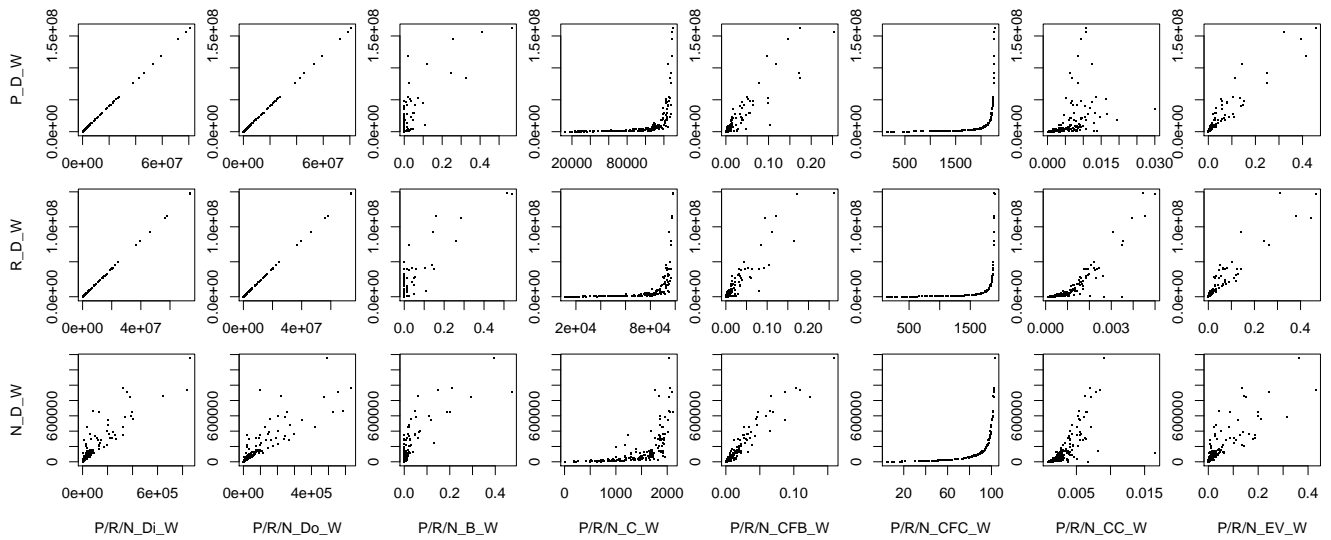 P_D_W
0.0e+00 1.5e+08
0.0e+00 1.5e+08
0.0e+00 1.5e+08
0.0e+00 1.5e+08
0.0e+00 1.5e+08
0.0e+00 1.5e+08
0.0e+00 1.5e+08
0.0e+00 1.5e+08
0e+00 6e+07
0e+00 6e+07
0.0 0.2 0.4
20000 80000
0.00 0.10 0.20
500 1500
0.000 0.015 0.030
0.0 0.2 0.4
R_D_W
0.0e+00 1.0e+08
0.0e+00 1.0e+08
0.0e+00 1.0e+08
0.0e+00 1.0e+08
0.0e+00 1.0e+08
0.0e+00 1.0e+08
0.0e+00 1.0e+08
0.0e+00 1.0e+08
0e+00 4e+07
0e+00 4e+07
0.0 0.2 0.4
2e+04 8e+04
0.00 0.10 0.20
500 1500
0.000 0.003
0.0 0.2 0.4
N_D_W
0 600000
0 600000
0 600000
0 600000
0 600000
0 600000
0 600000
0 600000
0e+00 6e+05
0e+00 4e+05
0.0 0.2 0.4
0 1000 2000
0.00 0.10
20 60 100
0.005 0.015
0.0 0.2 0.4
P/R/N_Di_W
P/R/N_Do_W
P/R/N_B_W
P/R/N_C_W
P/R/N_CFB_W
P/R/N_CFC_W
P/R/N_CC_W
P/R/N_EV_W